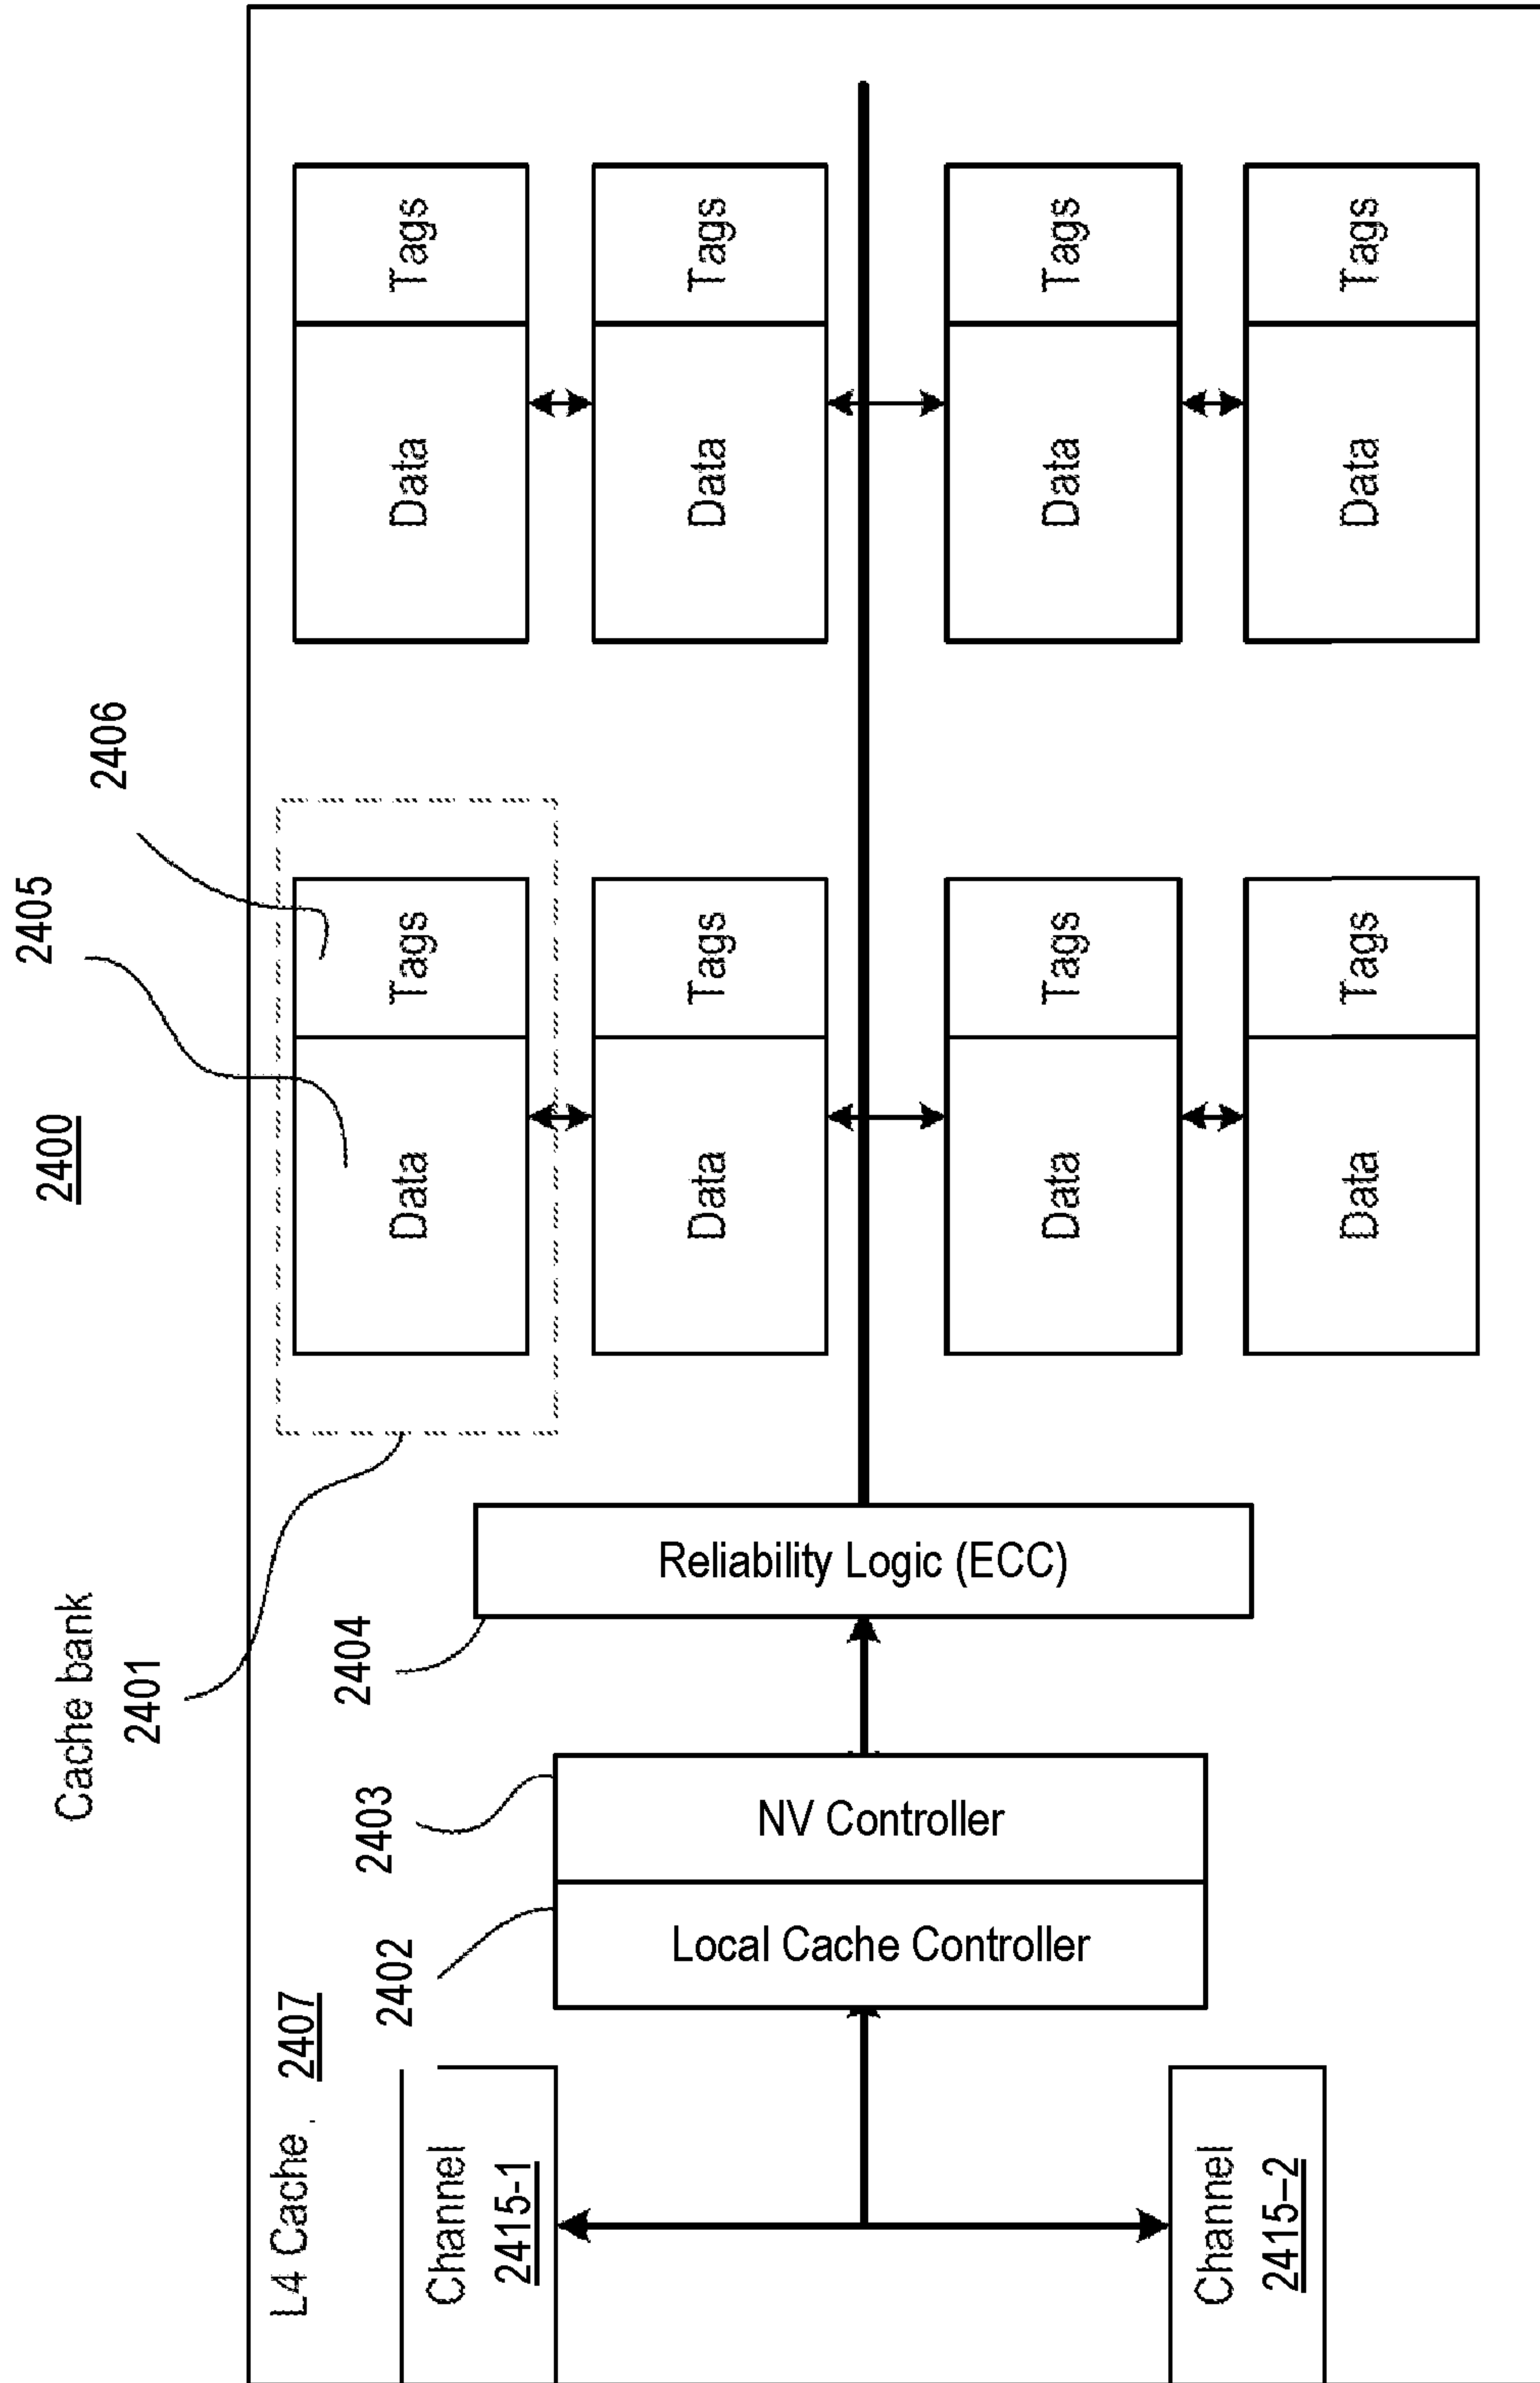 2400
Cache bank
2401
2405
2406
L4 Cache 2407
2402
2403
2404
Channel
2415-1
Channel
2415-2
Local Cache Controller
NV Controller
Reliability Logic (ECC)
Data
Tags
Data
Tags
Data
Tags
Data
Tags
Data
Tags
Data
Tags
Data
Tags
Data
Tags